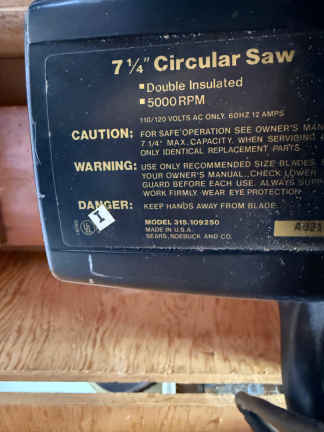 7 1/4" Circular Saw
▪Double Insulated
▪5000 RPM
110/120 VOLTS AC ONLY. 60HZ 12 AMPS
CAUTION: FOR SAFE OPERATION SEE OWNER'S
7 1/4" MAX. CAPACITY. WHEN SERVICING
ONLY IDENTICAL REPLACEMENT PARTS.
WARNING: USE ONLY RECOMMENDED SIZE BLADES.
YOUR OWNER'S MANUAL. CHECK LOWER
GUARD BEFORE EACH USE. ALWAYS
WORK FIRMLY. WEAR EYE PROTECTION.
DANGER: KEEP HANDS AWAY FROM BLADE
1
MODEL 315.109250
MADE IN U.S.A.
SEARS, ROEBUCK AND CO.